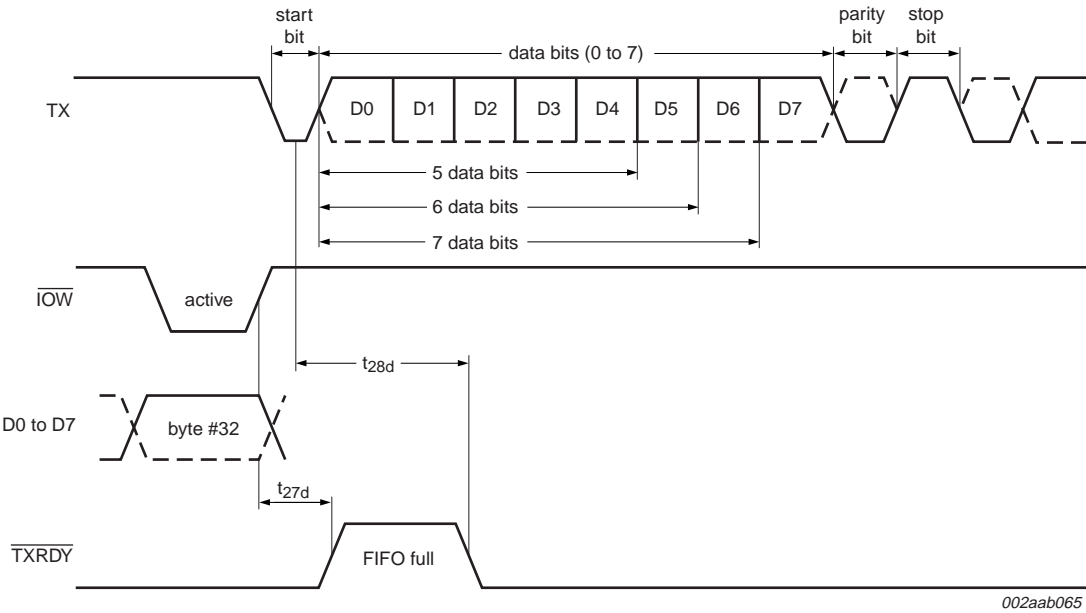 start
bit
data bits (0 to 7)
parity
bit
stop
bit
TX
D0 D1 D2 D3 D4 D5 D6 D7
5 data bits
6 data bits
7 data bits
IOW
active
t28d
D0 to D7
byte #32
t27d
TXRDY
FIFO full
002aab065